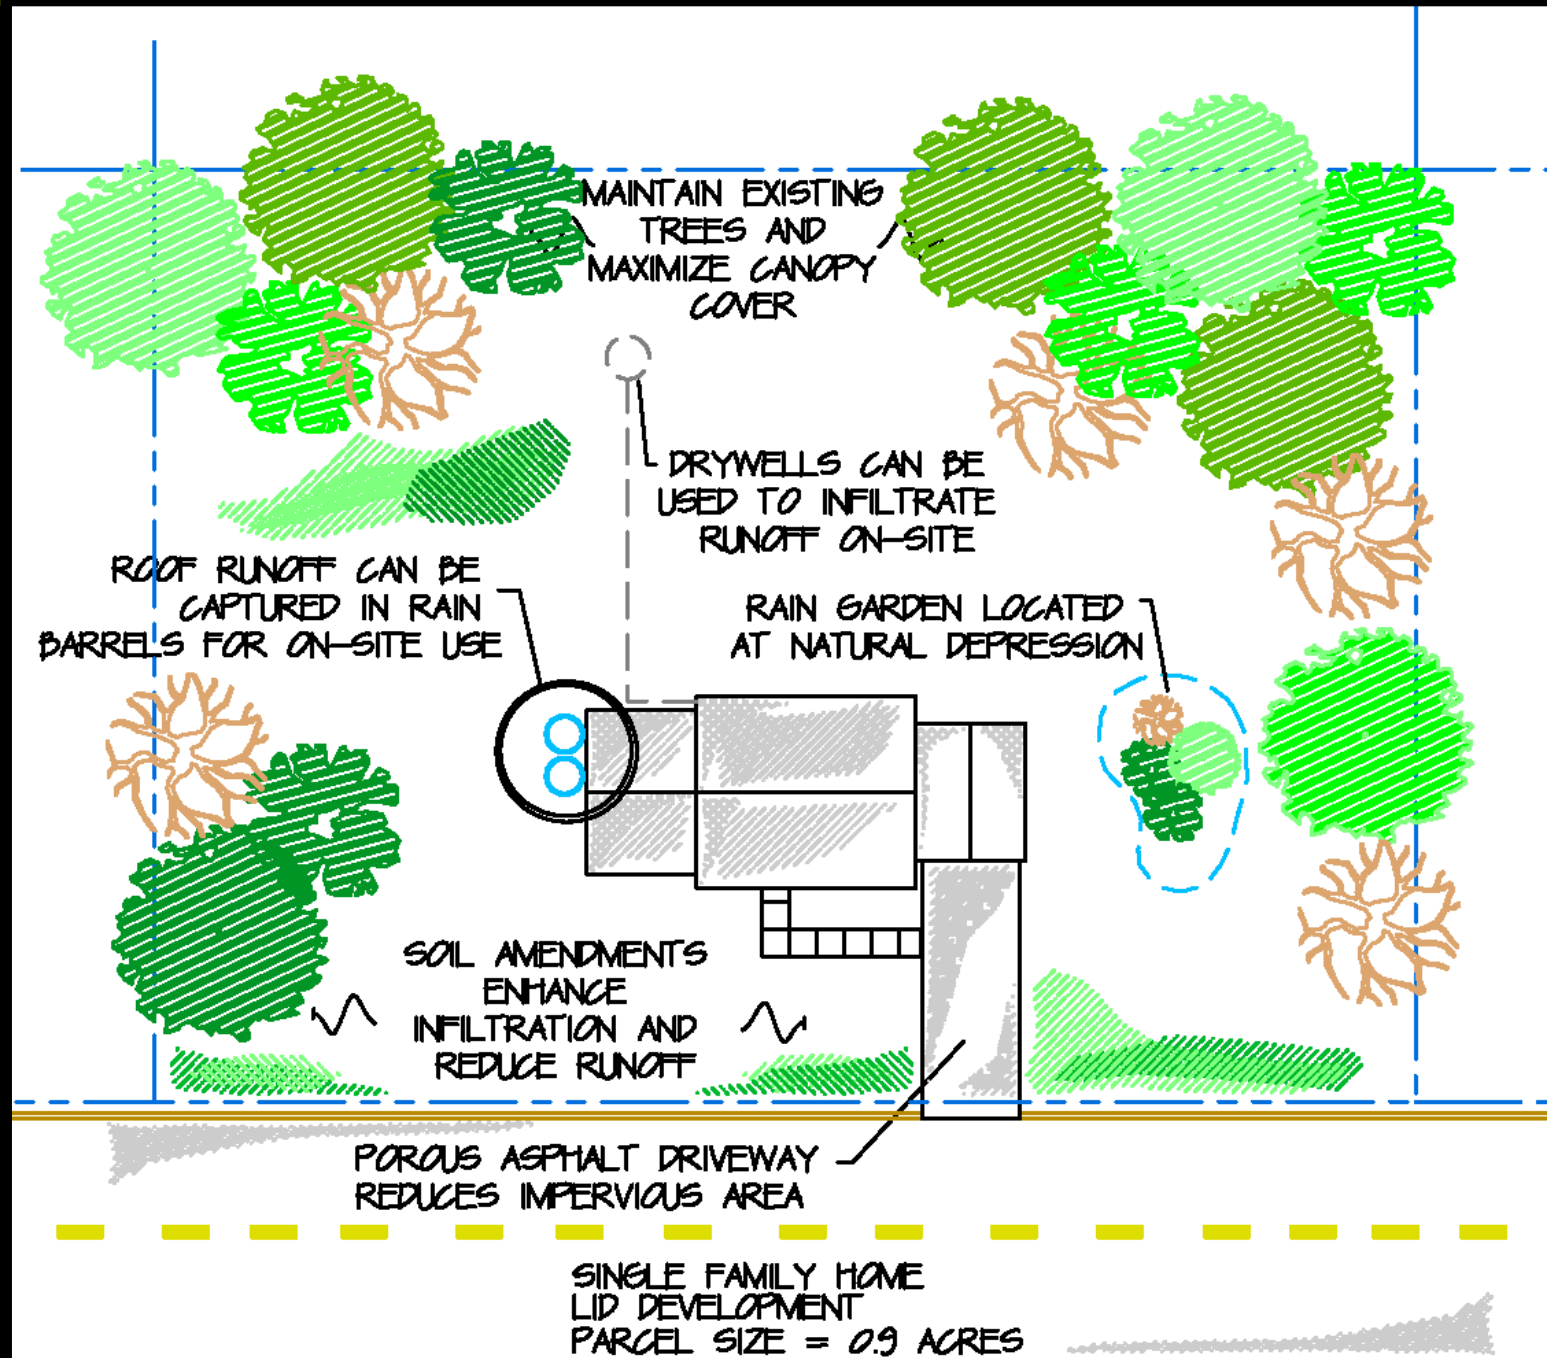 MAINTAIN EXISTING
TREES AND
MAXIMIZE CANOPY
COVER
DRYWELLS CAN BE
USED TO INFILTRATE
RUNOFF ON-SITE
ROOF RUNOFF CAN BE
CAPTURED IN RAIN
BARRELS FOR ON-SITE USE
RAIN GARDEN LOCATED
AT NATURAL DEPRESSION
SOIL AMENDMENTS
ENHANCE
INFILTRATION AND
REDUCE RUNOFF
POROUS ASPHALT DRIVEWAY
REDUCES IMPERVIOUS AREA
SINGLE FAMILY HOME
LID DEVELOPMENT
PARCEL SIZE = 0.9 ACRES